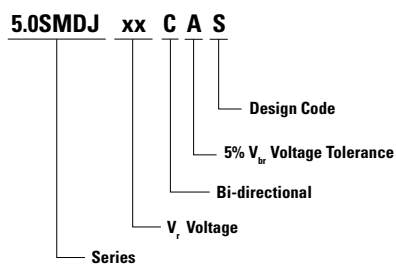 5.0SMDJ xx C A S
Design Code
5% Vbr Voltage Tolerance
Bi-directional
Vr Voltage
Series